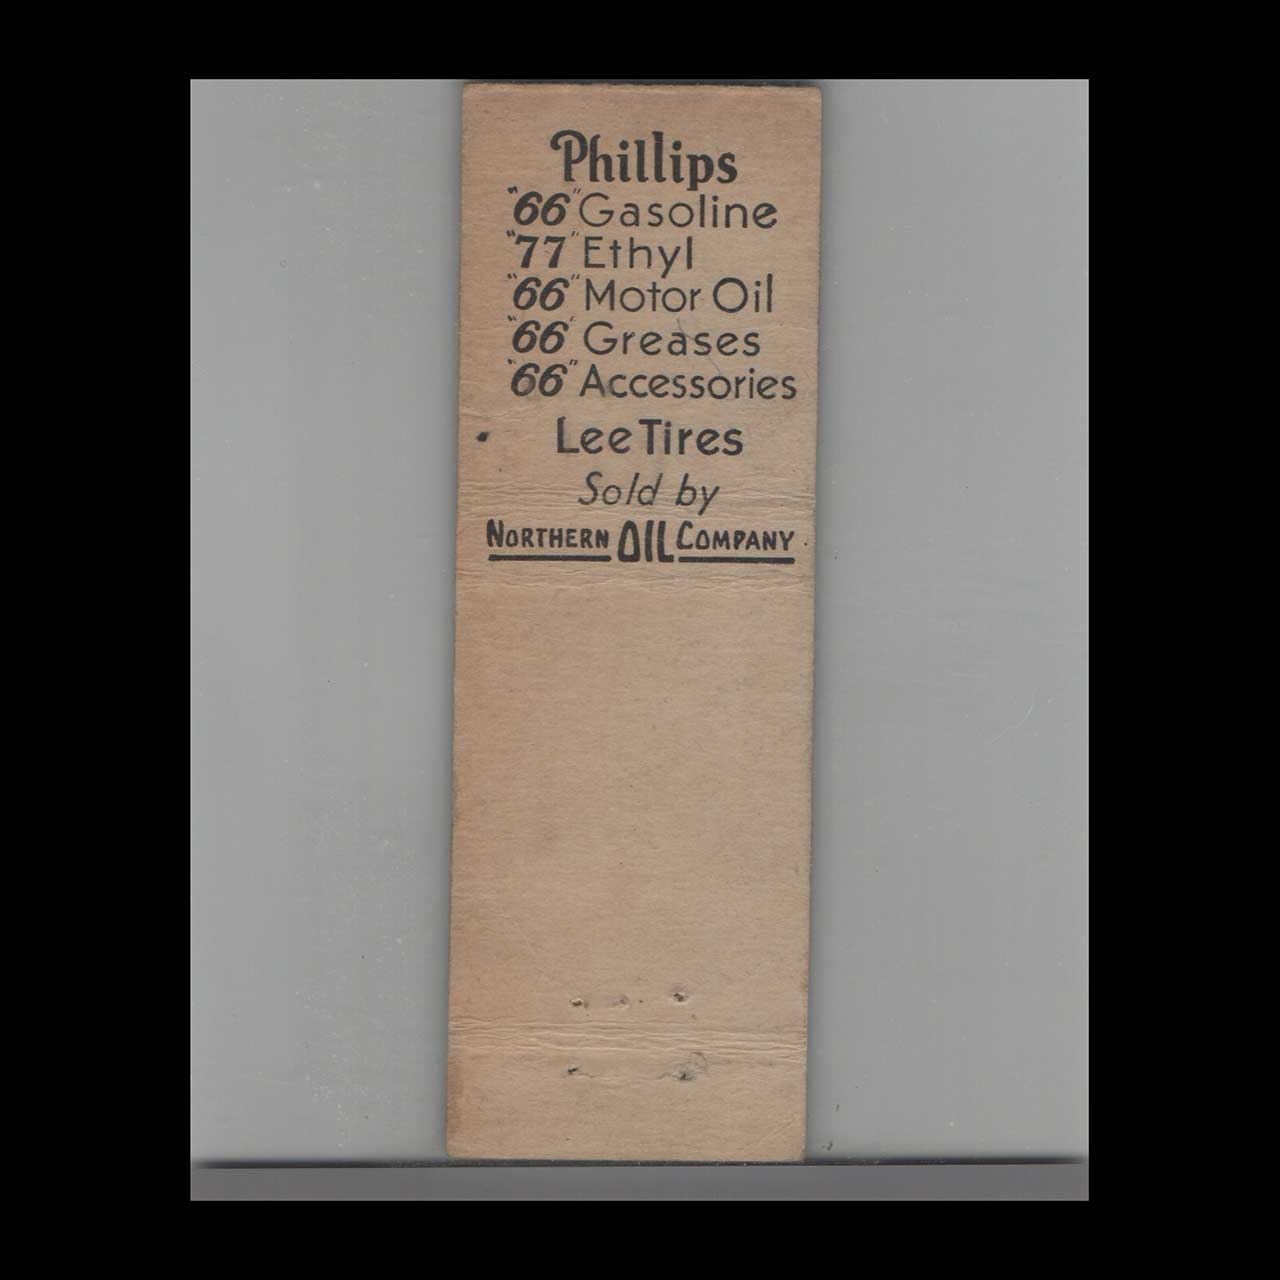 Phillips
"66" Gasoline
"77" Ethyl
"66" Motor Oil
"66" Greases
"66" Accessories
Lee Tires
Sold by
NORTHERN OIL COMPANY